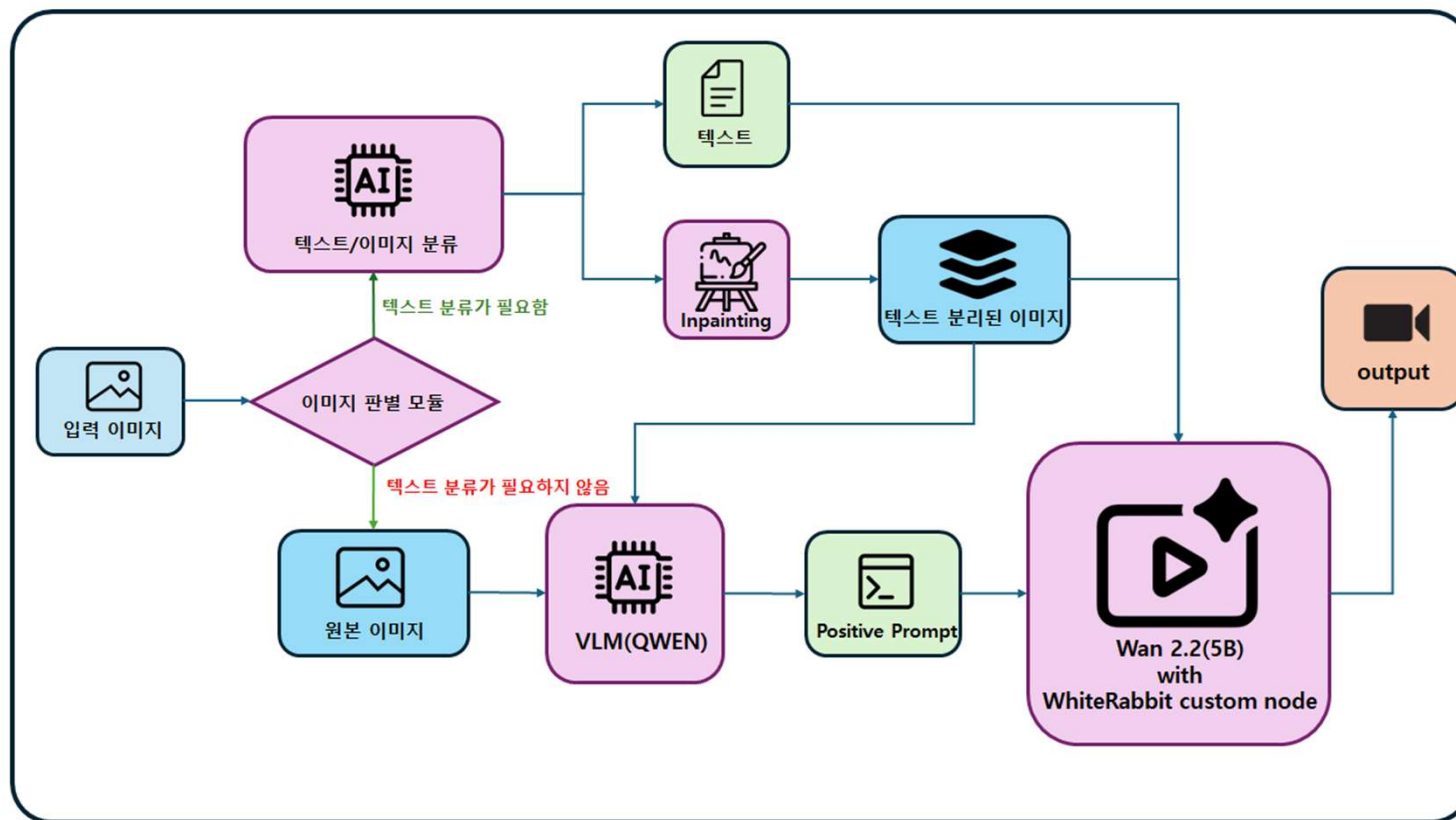 텍스트
AI
텍스트/이미지 분류
텍스트 분류가 필요함
Inpainting
텍스트 분리된 이미지
output
입력 이미지
이미지 판별 모듈
텍스트 분류가 필요하지 않음
원본 이미지
AI
VLM(QWEN)
Positive Prompt
Wan 2.2(5B)
with
WhiteRabbit custom node